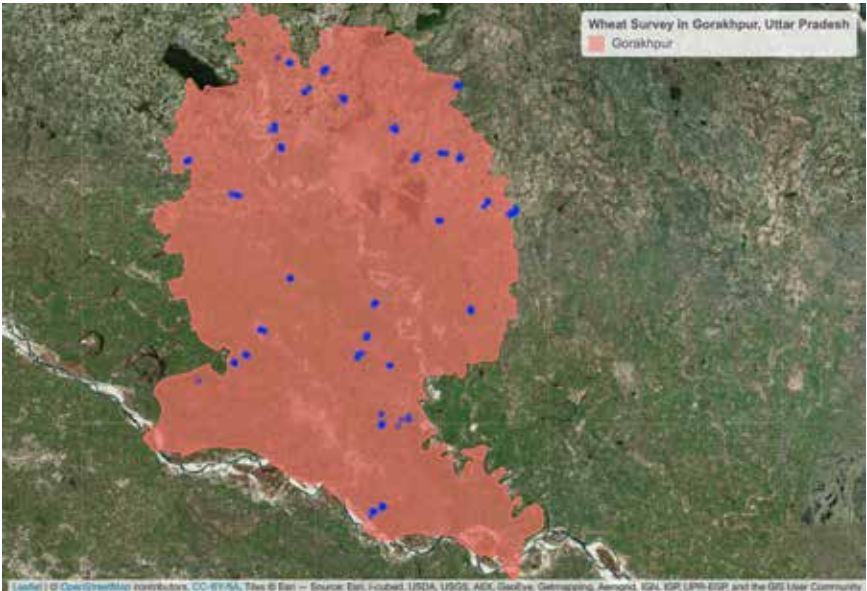 Wheat Survey in Gorakhpur, Uttar Pradesh
Gorakhpur
Leaflet | © OpenStreetMap contributors, CC-BY-SA, Tiles © Esri — Source: Esri, i-cubed, USDA, USGS, AEX, GeoEye, Getmapping, Aerogrid, IGN, IGP, UPR-EGP, and the GIS User Community